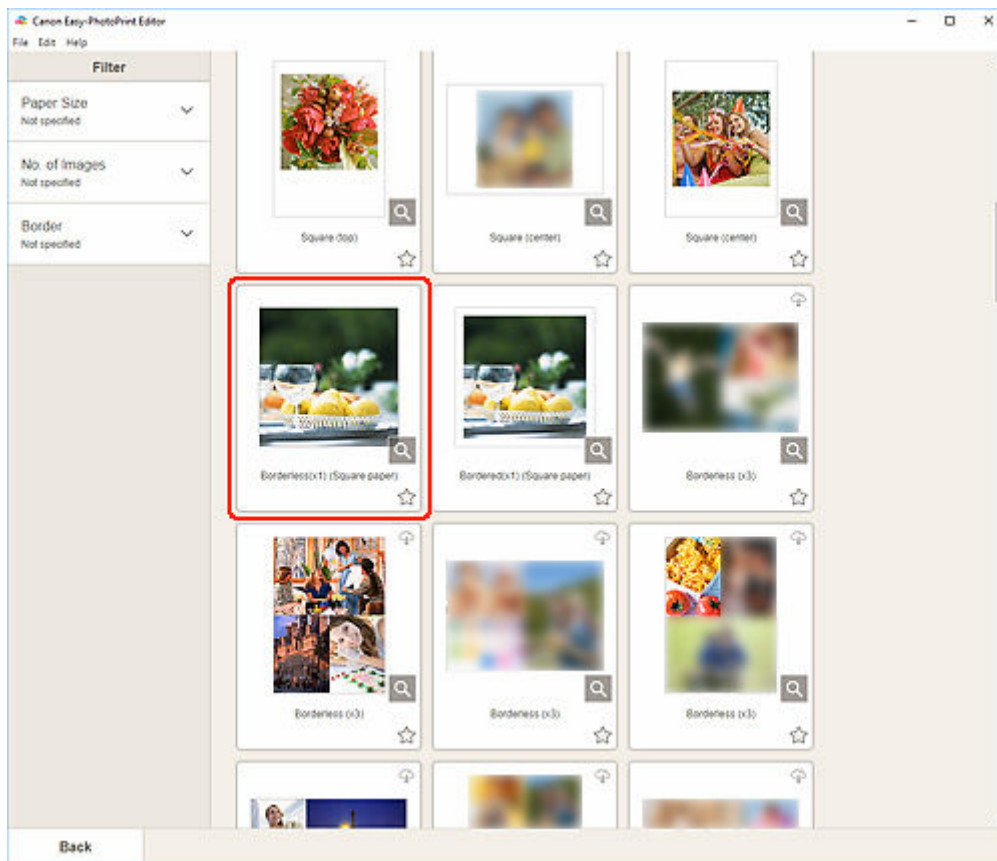 Canon Easy-PhotoPrint Editor
File Edit Help
Filter
Paper Size
Not specified
No. of Images
Not specified
Border
Not specified
Square (top)
Square (center)
Square (center)
Borderless(x1) (Square paper)
Bordered(x1) (Square paper)
Borderless (x3)
Borderless (x3)
Borderless (x3)
Borderless (x3)
Back